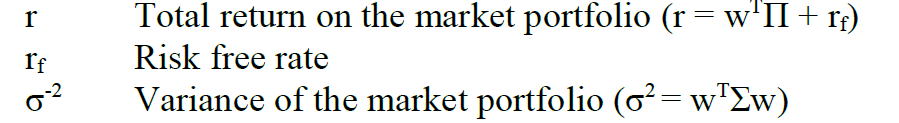 r Total return on the market portfolio (r = wᵀΠ + r_f)
r_f Risk free rate
σ⁻² Variance of the market portfolio (σ² = wᵀΣw)